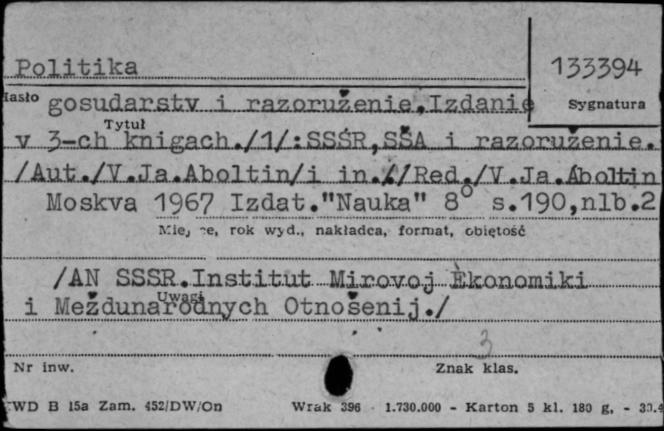 Politika
133394
Hasło
gosudarstv i razoruženie.Izdanie
Sygnatura
Tytuł
v 3-ch knigach./1/:SSSR,SŠA i razoruženie.
/Aut./V.Ja.Aboltin/i in.//Red./V.Ja.Aboltin
Moskva 1967 Izdat."Nauka" 8° s.190,nlb.2
Miejsce, rok wyd., nakładca, format, objętość
/AN SSSR.Institut Mirovoj Ekonomiki
Uwagi
i Meždunarodnych Otnošenij./
3
Nr inw.
Znak klas.
CWD B 15a Zam. 452/DW/On
Wrak 396 1.730.000 - Karton 5 kl. 180 g, - 30.4